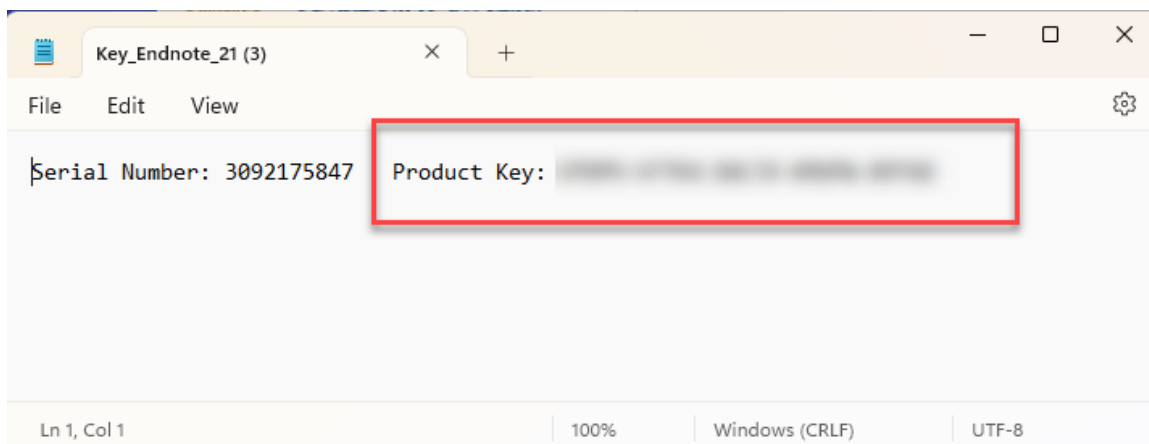 Key_Endnote_21 (3)
File Edit View
Serial Number: 3092175847 Product Key:
Ln 1, Col 1 100% Windows (CRLF) UTF-8